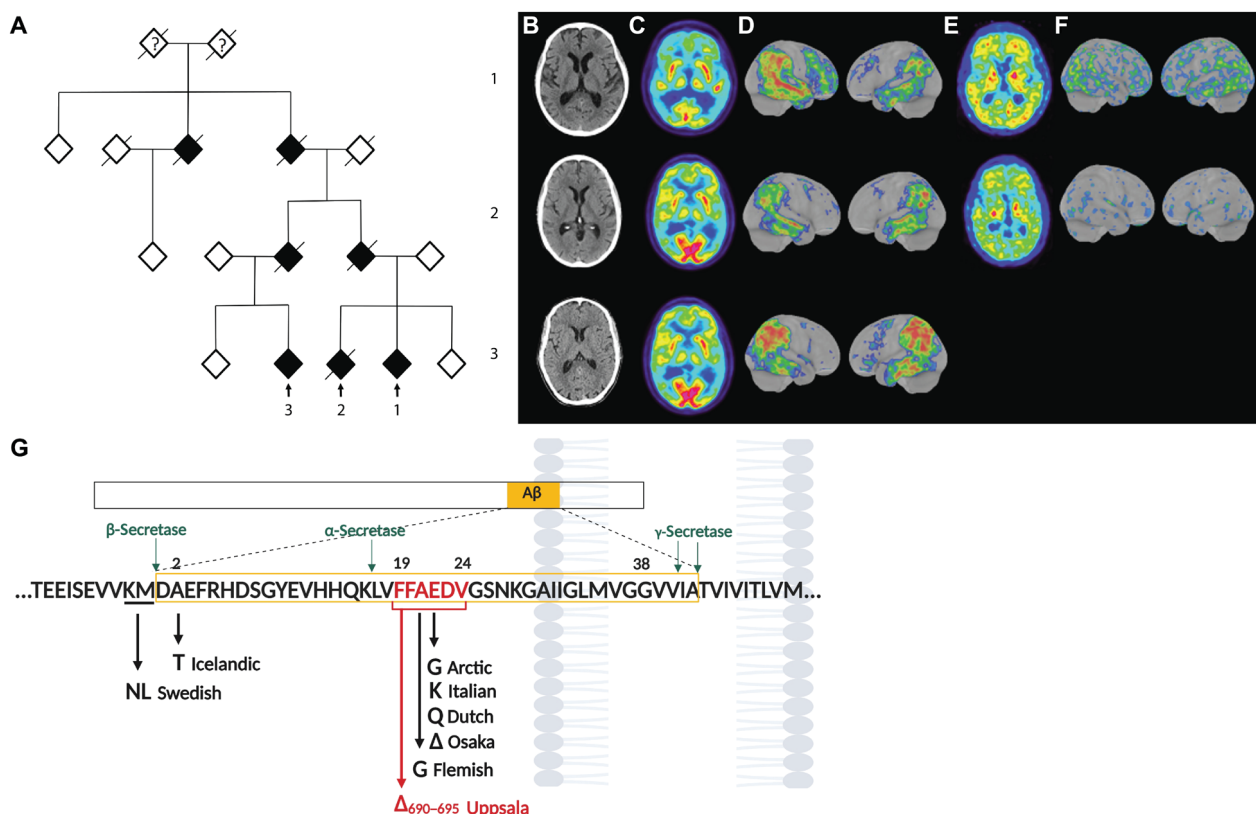 A
B C D E F
? ?
1
2
3
3 2 1
G
Aβ
β-Secretase α-Secretase γ-Secretase
2 19 24 38
...TEEISEVVKMDAEFRHDSGYEVHHQKLVFFAEDVGSNKGAIIGLMVGGVVIATVIVITLVM...
T Icelandic
NL Swedish
G Arctic
K Italian
Q Dutch
Δ Osaka
G Flemish
Δ690–695 Uppsala